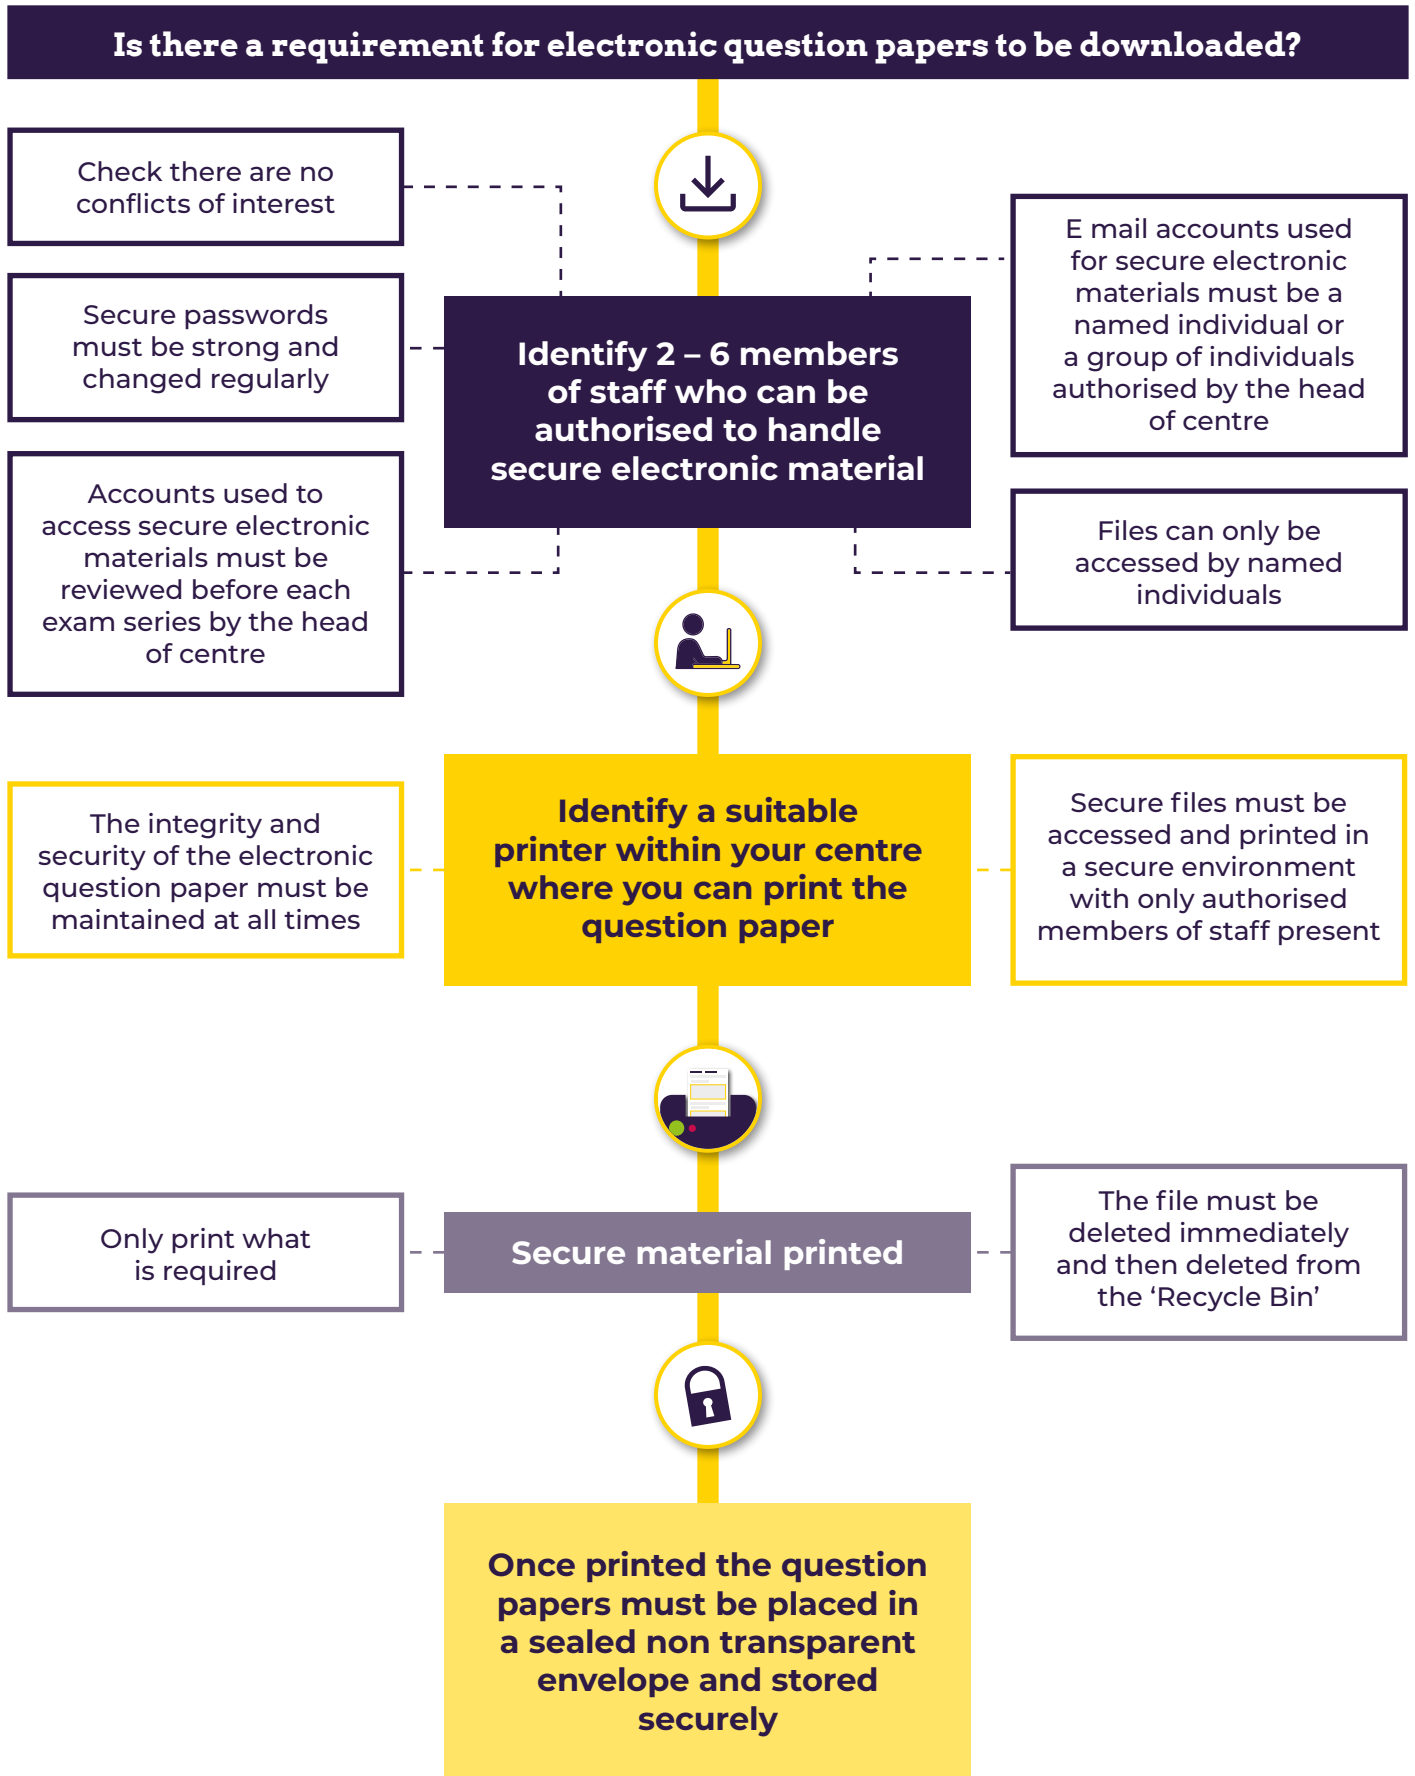 Is there a requirement for electronic question papers to be downloaded?
Check there are no
conflicts of interest
Secure passwords
must be strong and
changed regularly
Accounts used to
access secure electronic
materials must be
reviewed before each
exam series by the head
of centre
Identify 2 – 6 members
of staff who can be
authorised to handle
secure electronic material
E mail accounts used
for secure electronic
materials must be a
named individual or
a group of individuals
authorised by the head
of centre
Files can only be
accessed by named
individuals
The integrity and
security of the electronic
question paper must be
maintained at all times
Identify a suitable
printer within your centre
where you can print the
question paper
Secure files must be
accessed and printed in
a secure environment
with only authorised
members of staff present
Only print what
is required
Secure material printed
The file must be
deleted immediately
and then deleted from
the ‘Recycle Bin’
Once printed the question
papers must be placed in
a sealed non transparent
envelope and stored
securely